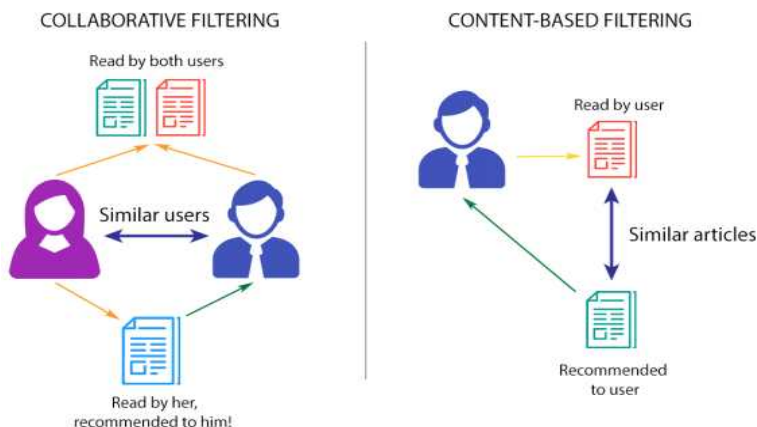 COLLABORATIVE FILTERING
Read by both users
Similar users
Read by her,
recommended to him!
CONTENT-BASED FILTERING
Read by user
Similar articles
Recommended
to user